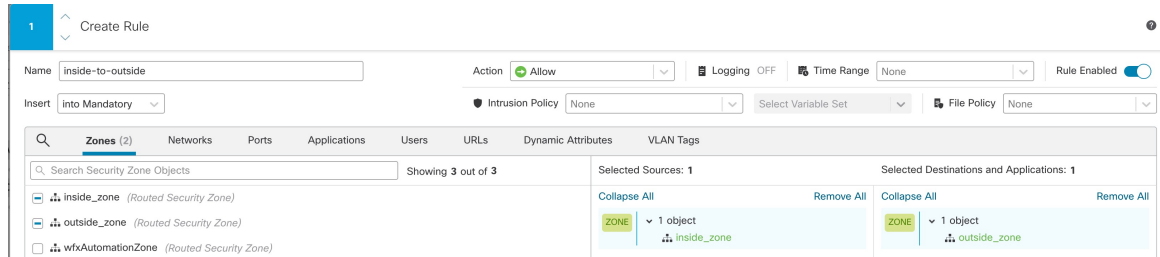 1 Create Rule
Name inside-to-outside Action Allow Logging OFF Time Range None Rule Enabled
Insert into Mandatory Intrusion Policy None Select Variable Set File Policy None
Zones (2) Networks Ports Applications Users URLs Dynamic Attributes VLAN Tags
Search Security Zone Objects Showing 3 out of 3 Selected Sources: 1 Selected Destinations and Applications: 1
inside_zone (Routed Security Zone) Collapse All Remove All Collapse All Remove All
outside_zone (Routed Security Zone) ZONE 1 object ZONE 1 object
inside_zone outside_zone
wfxAutomationZone (Routed Security Zone)